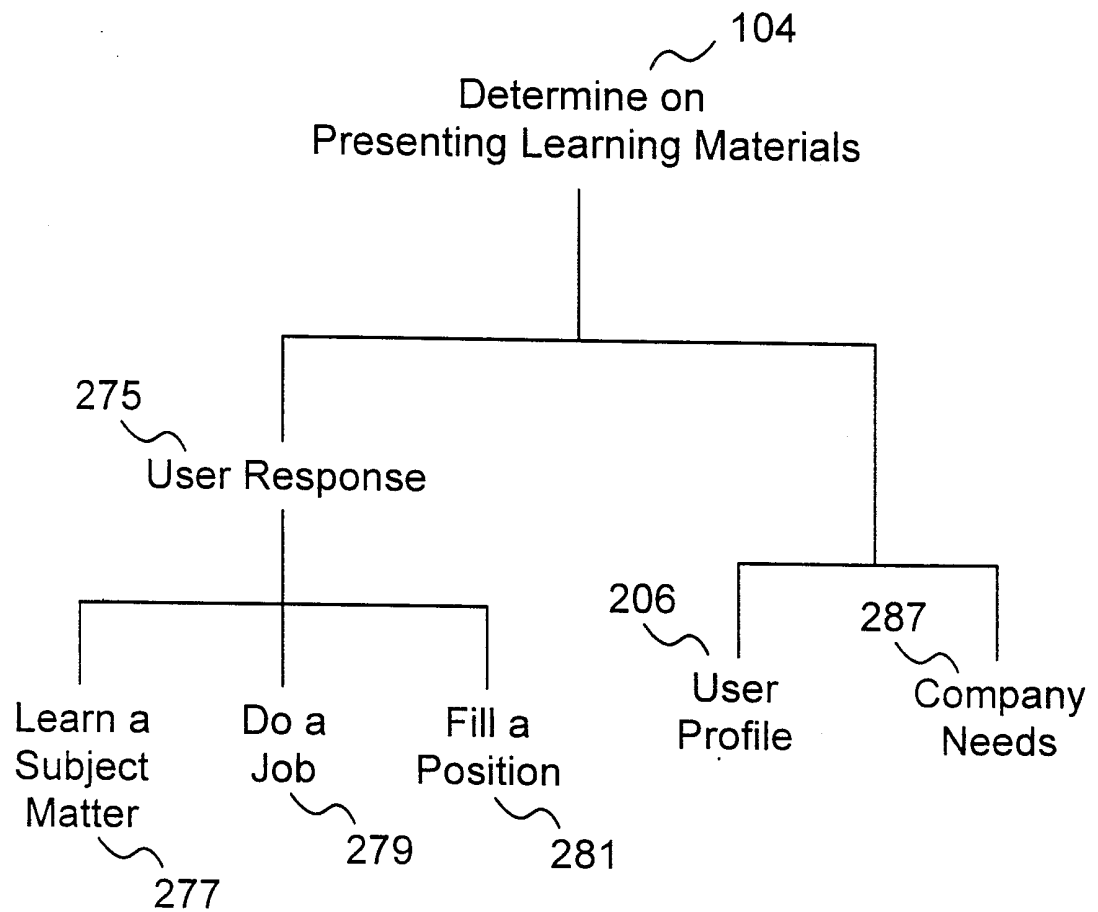 104
Determine on
Presenting Learning Materials
275
User Response
206
User
Profile
287
Company
Needs
Learn a
Subject
Matter
277
Do a
Job
279
Fill a
Position
281